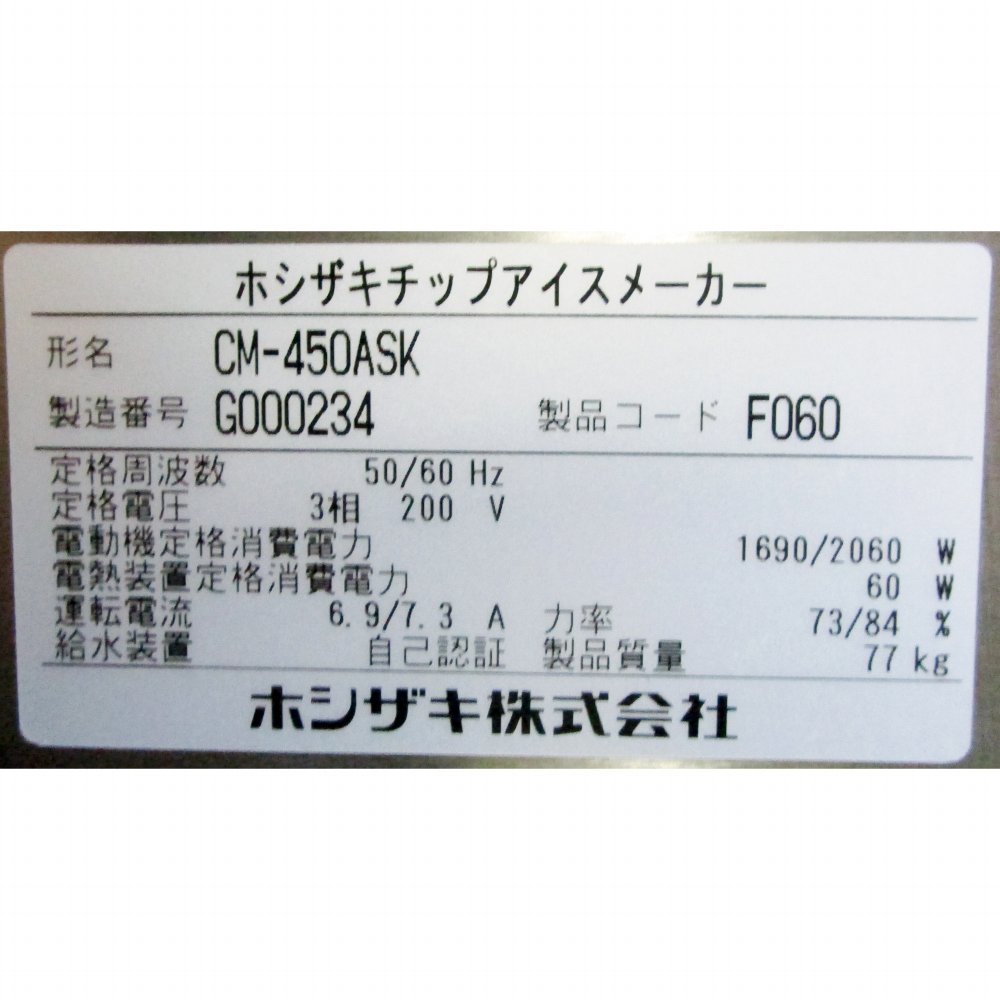 ホシザキチップアイスメーカー
形名 CM-450ASK
製造番号 G000234 製品コード F060
定格周波数 50/60 Hz
定格電圧 3相 200 V
電動機定格消費電力 1690/2060 W
電熱装置定格消費電力 60 W
運転電流 6.9/7.3 A 力率 73/84 %
給水装置 自己認証 製品質量 77 kg
ホシザキ株式会社